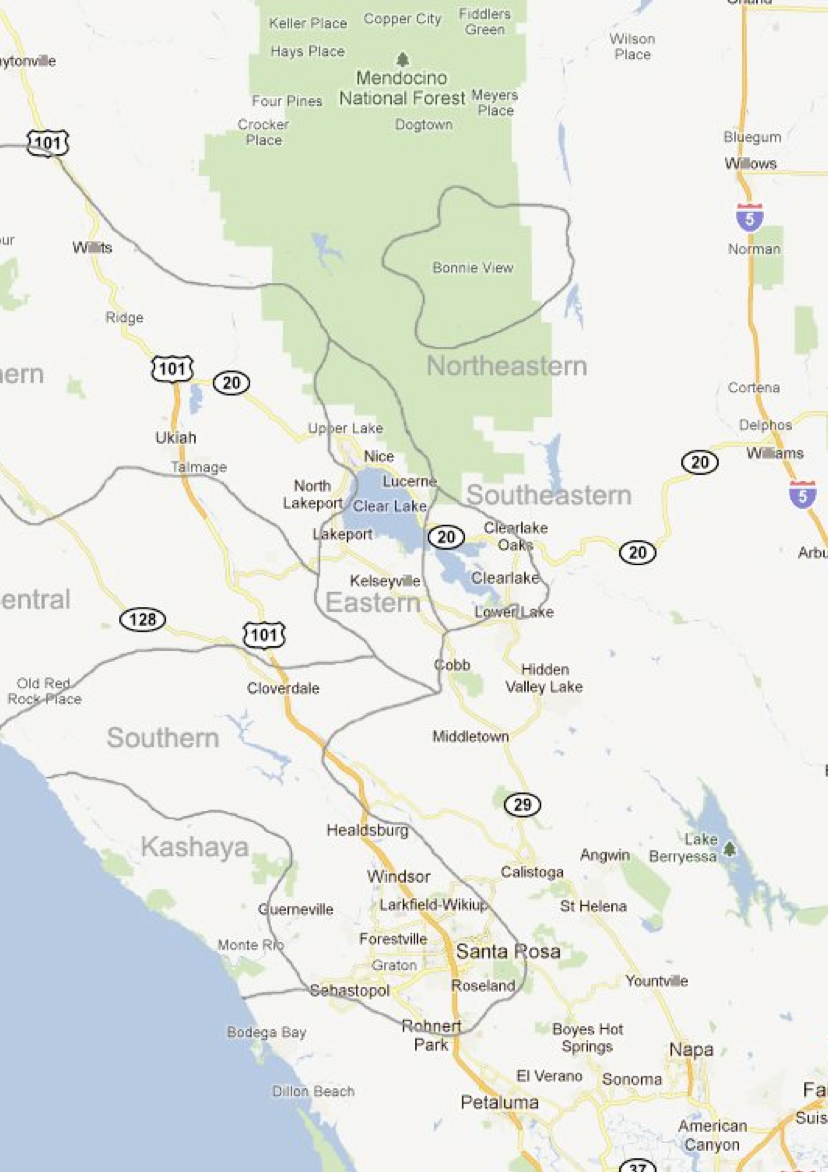 Orland
Keller Place
Copper City
Fiddlers
Green
Hays Place
Wilson
Place
aytonville
Mendocino
National Forest
Meyers
Place
Four Pines
Crocker
Place
Dogtown
101
Bluegum
Willows
5
Willits
Norman
Bonnie View
Ridge
Northeastern
ern
101
20
Cortena
Upper Lake
Delphos
Ukiah
Nice
20
Williams
Talmage
Lucerne
North
Lakeport
Southeastern
5
Clear Lake
Lakeport
20
Clearlake
Oaks
20
Arbu
Kelseyville
Clearlake
Eastern
entral
Lower Lake
128
101
Cobb
Old Red
Rock Place
Cloverdale
Hidden
Valley Lake
Southern
Middletown
29
Healdsburg
Kashaya
Lake
Berryessa
Angwin
Windsor
Calistoga
Larkfield-Wikiup
St Helena
Guerneville
Forestville
Monte Rio
Santa Rosa
Graton
Yountville
Sebastopol
Roseland
Bodega Bay
Rohnert
Park
Boyes Hot
Springs
Napa
El Verano
Sonoma
Dillon Beach
Petaluma
Fai
Suis
American
Canyon
37